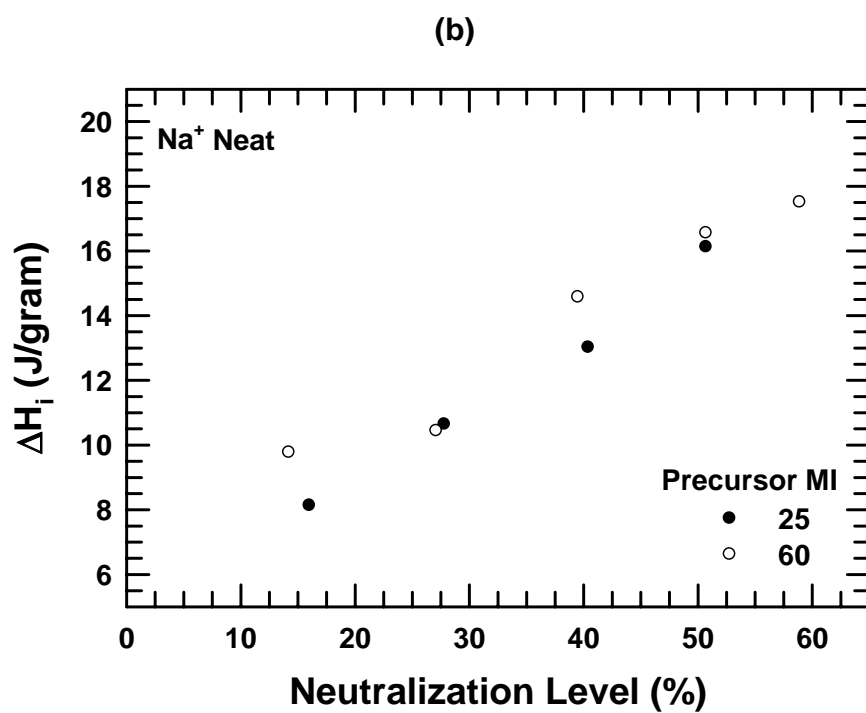 (b)
Na⁺ Neat
20
18
16
14
12
10
8
6
ΔHᵢ (J/gram)
Precursor MI
25
60
0 10 20 30 40 50 60
Neutralization Level (%)